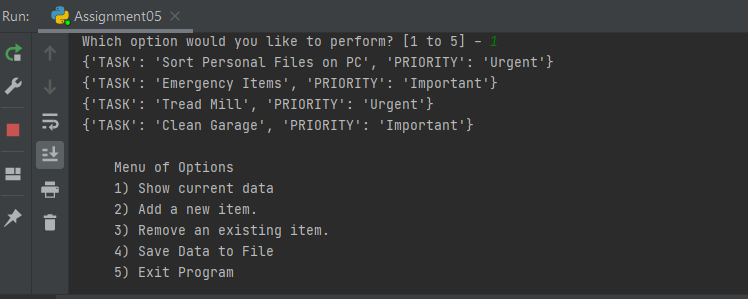 Run: Assignment05
Which option would you like to perform? [1 to 5] - 1
{'TASK': 'Sort Personal Files on PC', 'PRIORITY': 'Urgent'}
{'TASK': 'Emergency Items', 'PRIORITY': 'Important'}
{'TASK': 'Tread Mill', 'PRIORITY': 'Urgent'}
{'TASK': 'Clean Garage', 'PRIORITY': 'Important'}
Menu of Options
1) Show current data
2) Add a new item.
3) Remove an existing item.
4) Save Data to File
5) Exit Program